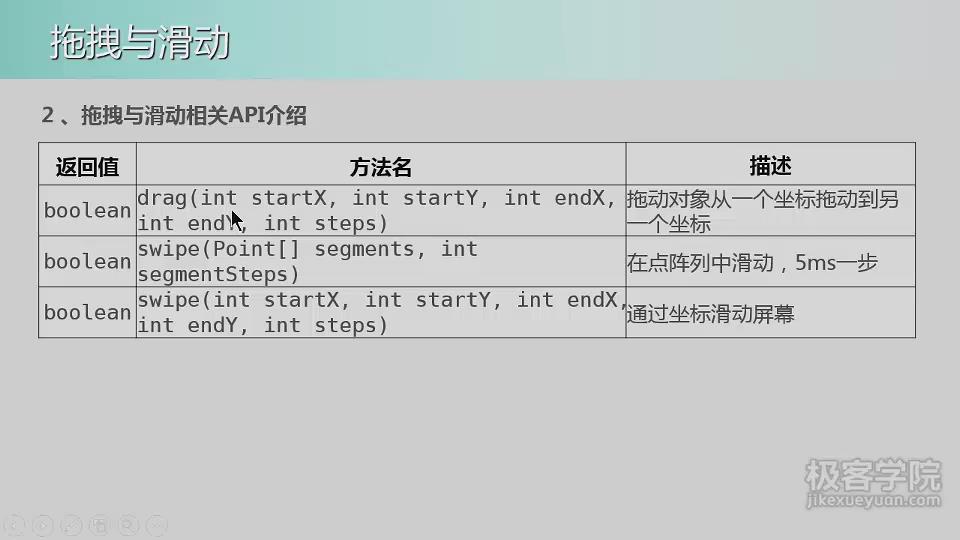 拖拽与滑动
2、拖拽与滑动相关API介绍
返回值 方法名 描述
boolean drag(int startX, int startY, int endX, 拖动对象从一个坐标拖动到另
int endY, int steps) 一个坐标
boolean swipe(Point[] segments, int
segmentSteps) 在点阵列中滑动，5ms一步
boolean swipe(int startX, int startY, int endX,
int endY, int steps) 通过坐标滑动屏幕
极客学院
jikexueyuan.com